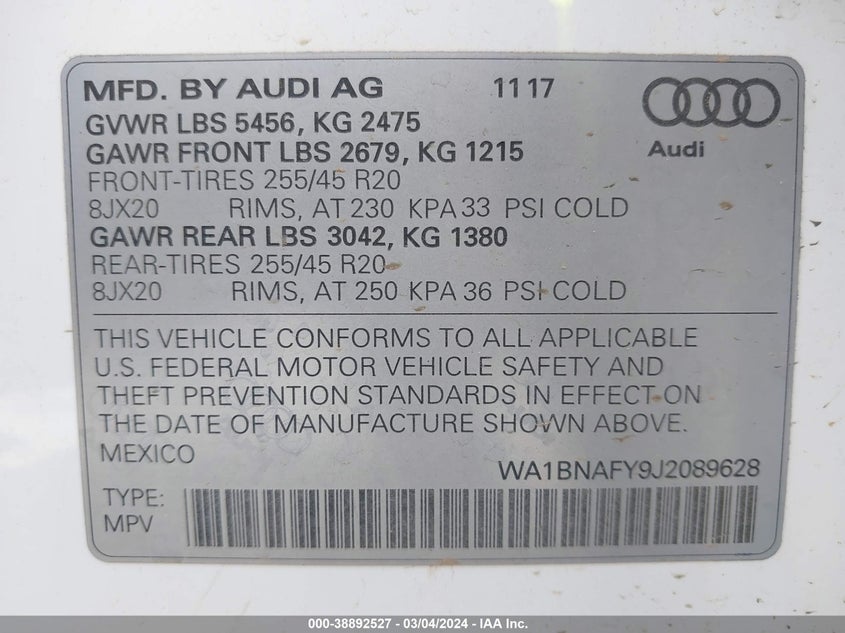 MFD. BY AUDI AG 11 17
GVWR LBS 5456, KG 2475
GAWR FRONT LBS 2679, KG 1215
Audi
FRONT-TIRES 255/45 R20
8JX20 RIMS, AT 230 KPA 33 PSI COLD
GAWR REAR LBS 3042, KG 1380
REAR-TIRES 255/45 R20
8JX20 RIMS, AT 250 KPA 36 PSI COLD
THIS VEHICLE CONFORMS TO ALL APPLICABLE
U.S. FEDERAL MOTOR VEHICLE SAFETY AND
THEFT PREVENTION STANDARDS IN EFFECT ON
THE DATE OF MANUFACTURE SHOWN ABOVE.
MEXICO
WA1BNAFY9J2089628
TYPE:
MPV
000-38892527 - 03/04/2024 - IAA Inc.